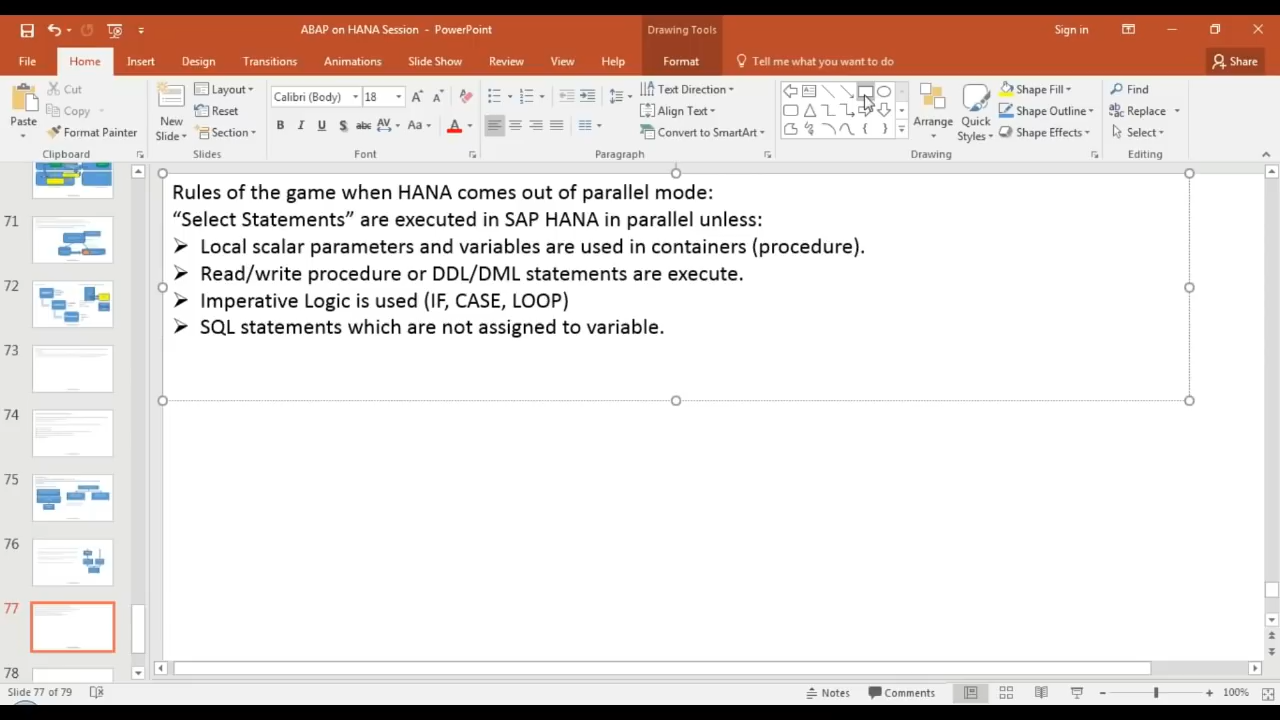 ABAP on HANA Session - PowerPoint
Drawing Tools
Sign in
File
Home
Insert
Design
Transitions
Animations
Slide Show
Review
View
Help
Format
Tell me what you want to do
Share
Paste
Cut
Copy
Format Painter
Clipboard
New
Slide
Layout
Reset
Section
Slides
Calibri (Body)
18
B I U S abc AV Aa A
Font
Text Direction
Align Text
Convert to SmartArt
Paragraph
Arrange
Quick
Styles
Shape Fill
Shape Outline
Shape Effects
Drawing
Find
Replace
Select
Editing
71
72
73
74
75
76
77
78
Rules of the game when HANA comes out of parallel mode:
“Select Statements” are executed in SAP HANA in parallel unless:
➢ Local scalar parameters and variables are used in containers (procedure).
➢ Read/write procedure or DDL/DML statements are execute.
➢ Imperative Logic is used (IF, CASE, LOOP)
➢ SQL statements which are not assigned to variable.
Slide 77 of 79
Notes
Comments
100%